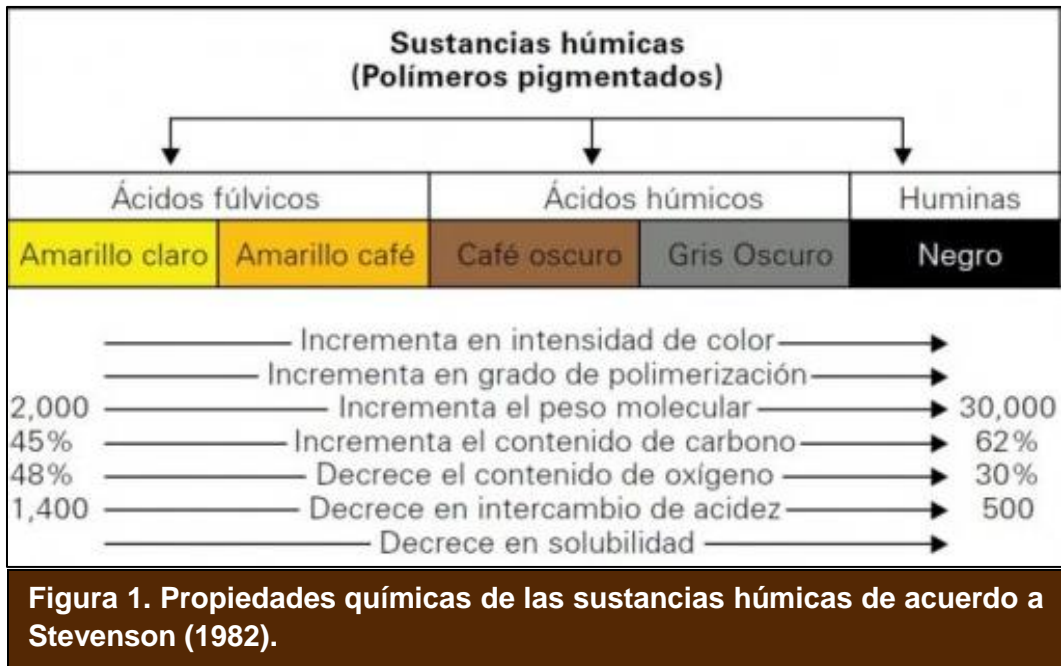 Sustancias húmicas
(Polímeros pigmentados)
Ácidos fúlvicos Ácidos húmicos Huminas
Amarillo claro Amarillo café Café oscuro Gris Oscuro Negro
Incrementa en intensidad de color
Incrementa en grado de polimerización
2,000 Incrementa el peso molecular 30,000
45% Incrementa el contenido de carbono 62%
48% Decrece el contenido de oxígeno 30%
1,400 Decrece en intercambio de acidez 500
Decrece en solubilidad
Figura 1. Propiedades químicas de las sustancias húmicas de acuerdo a
Stevenson (1982).